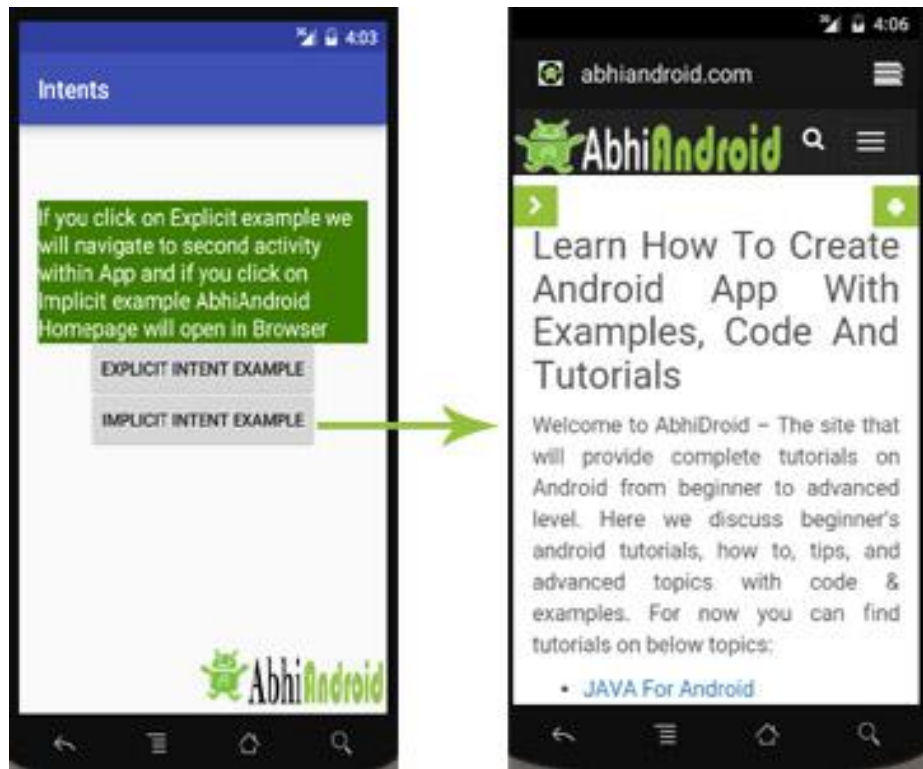 4:03
Intents
If you click on Explicit example we
will navigate to second activity
within App and if you click on
Implicit example AbhiAndroid
Homepage will open in Browser
EXPLICIT INTENT EXAMPLE
IMPLICIT INTENT EXAMPLE
AbhiAndroid
4:06
abhiandroid.com
AbhiAndroid
Learn How To Create
Android App With
Examples, Code And
Tutorials
Welcome to AbhiDroid – The site that
will provide complete tutorials on
Android from beginner to advanced
level. Here we discuss beginner's
android tutorials, how to, tips, and
advanced topics with code &
examples. For now you can find
tutorials on below topics:
• JAVA For Android